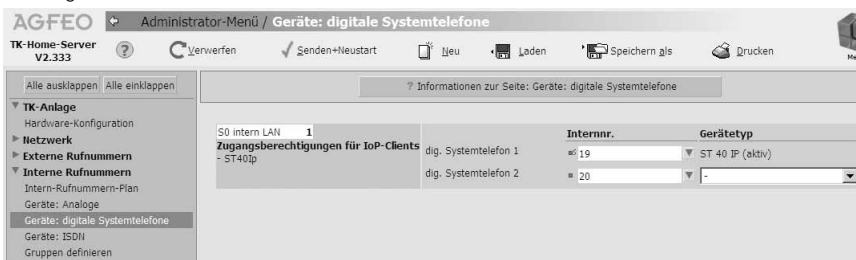 AGFEO Administrator-Menü / Geräte: digitale Systemtelefone
TK-Home-Server
V2.333
? Verwerfen Senden+Neustart Neu Laden Speichern als Drucken
Alle ausklappen Alle einklappen
? Informationen zur Seite: Geräte: digitale Systemtelefone
TK-Anlage
Hardware-Konfiguration
Netzwerk
Externe Rufnummern
Interne Rufnummern
Intern-Rufnummern-Plan
Geräte: Analoge
Geräte: digitale Systemtelefone
Geräte: ISDN
Gruppen definieren
S0 intern LAN 1
Zugangsberechtigungen für IoP-Clients
- ST40Ip
Internnr. Gerätetyp
dig. Systemtelefon 1 19 ST 40 IP (aktiv)
dig. Systemtelefon 2 20 -